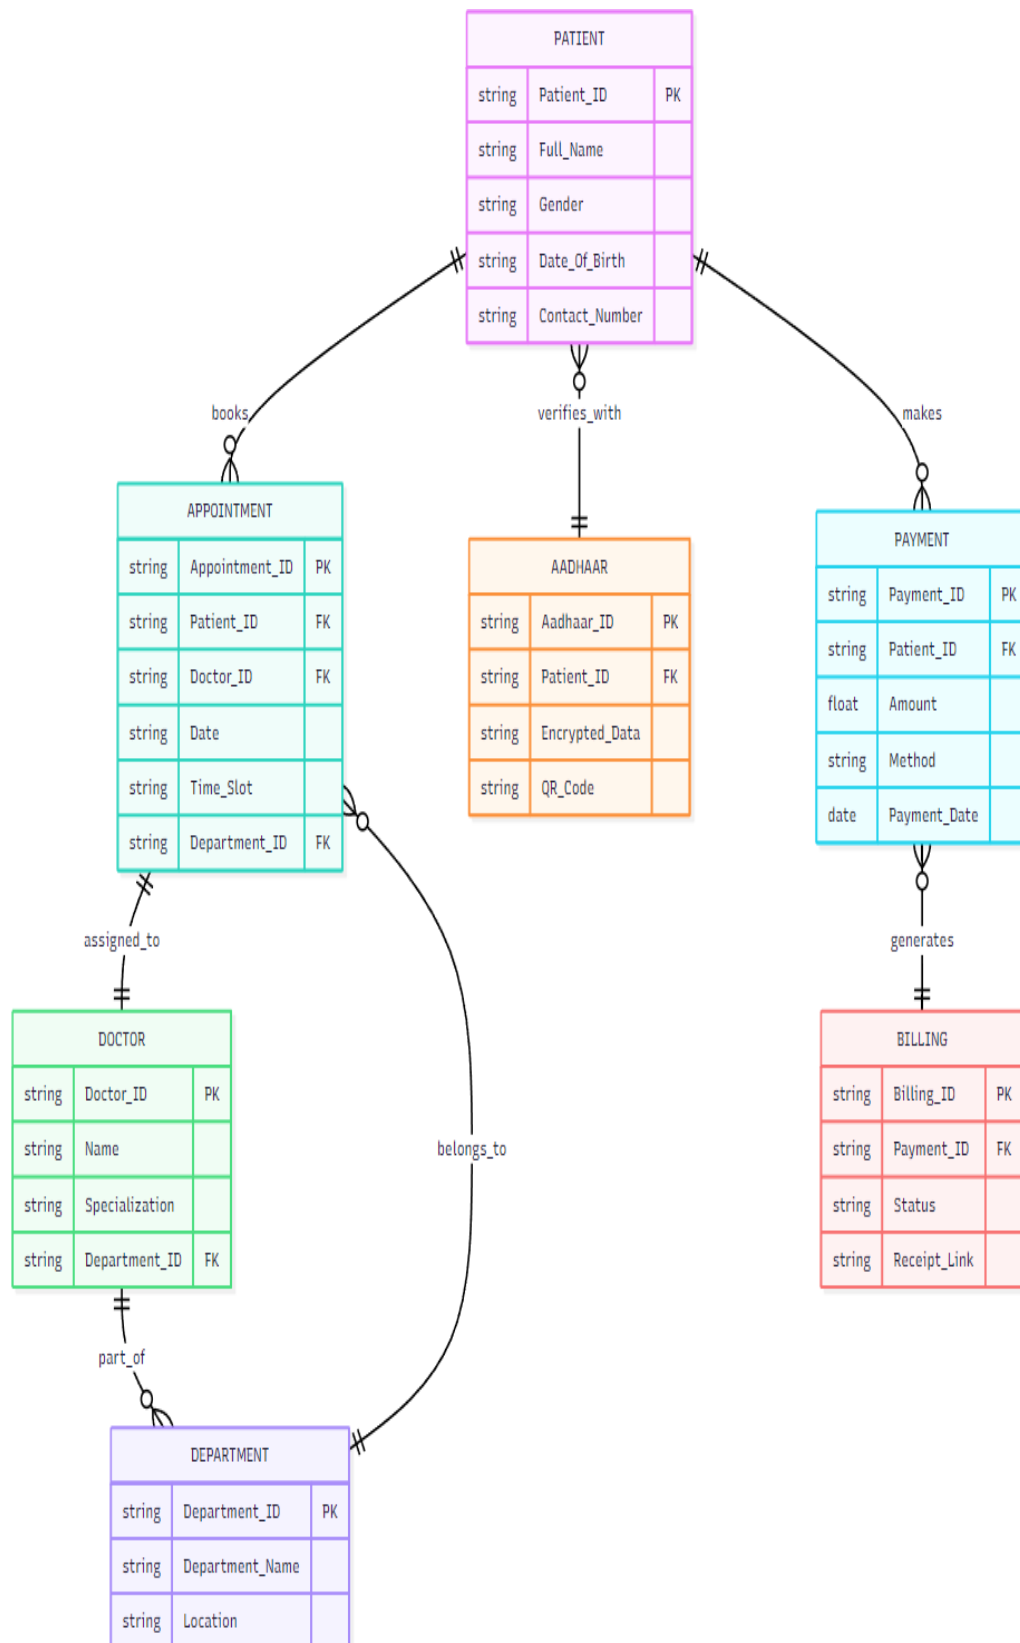 PATIENT
string Patient_ID PK
string Full_Name
string Gender
string Date_Of_Birth
string Contact_Number
books
verifies_with
makes
APPOINTMENT
string Appointment_ID PK
string Patient_ID FK
string Doctor_ID FK
string Date
string Time_Slot
string Department_ID FK
AADHAAR
string Aadhaar_ID PK
string Patient_ID FK
string Encrypted_Data
string QR_Code
PAYMENT
string Payment_ID PK
string Patient_ID FK
float Amount
string Method
date Payment_Date
assigned_to
generates
DOCTOR
string Doctor_ID PK
string Name
string Specialization
string Department_ID FK
belongs_to
BILLING
string Billing_ID PK
string Payment_ID FK
string Status
string Receipt_Link
part_of
DEPARTMENT
string Department_ID PK
string Department_Name
string Location